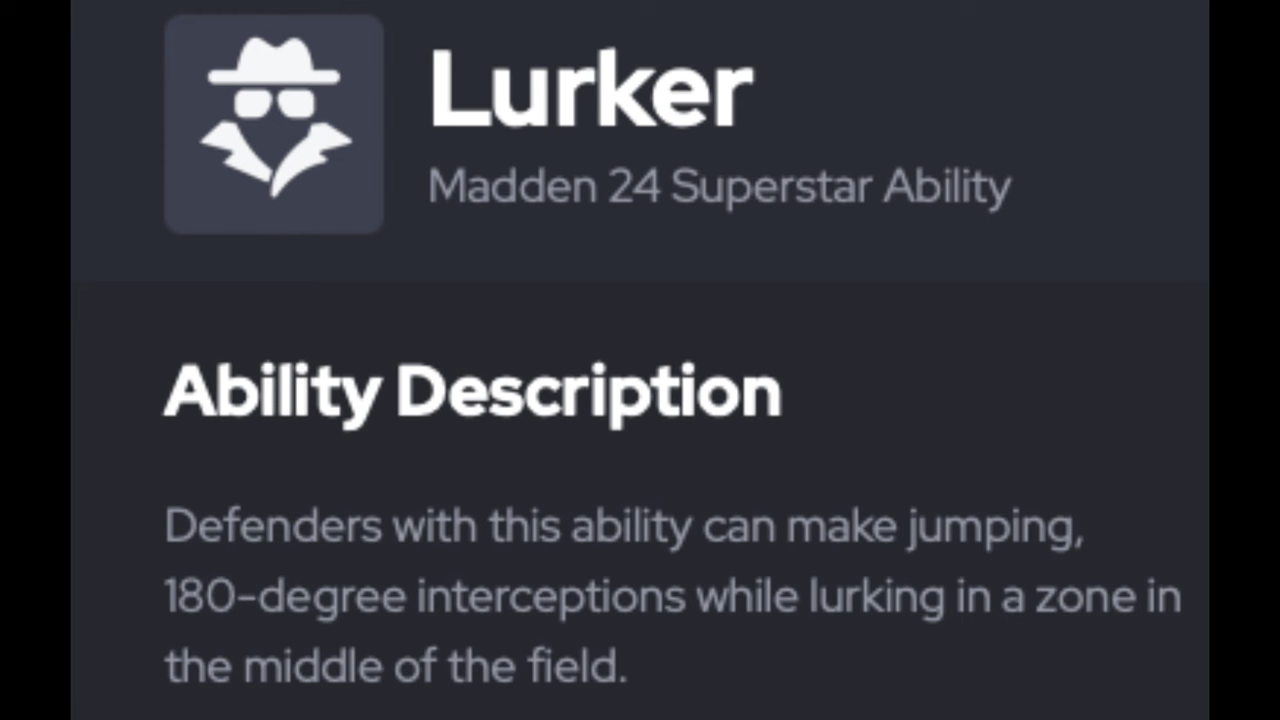 Lurker
Madden 24 Superstar Ability
Ability Description
Defenders with this ability can make jumping,
180-degree interceptions while lurking in a zone in
the middle of the field.